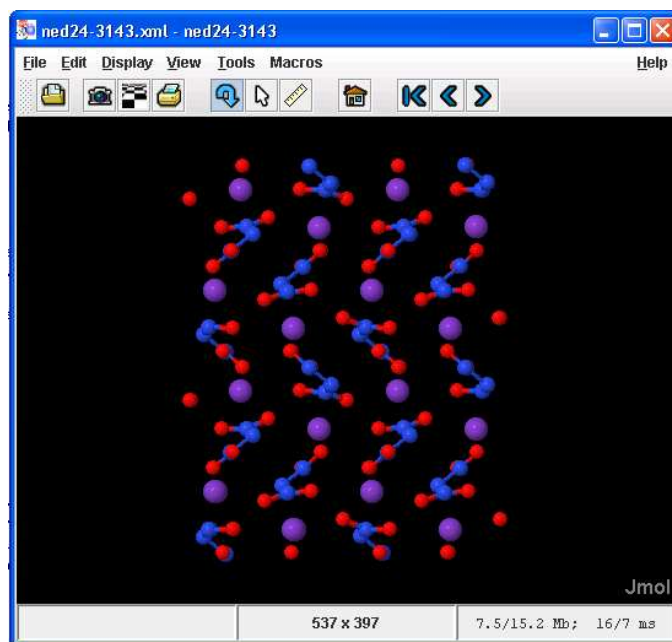 ned24-3143.xml - ned24-3143
File Edit Display View Tools Macros Help
Jmol
537 x 397 7.5/15.2 Mb; 16/7 ms